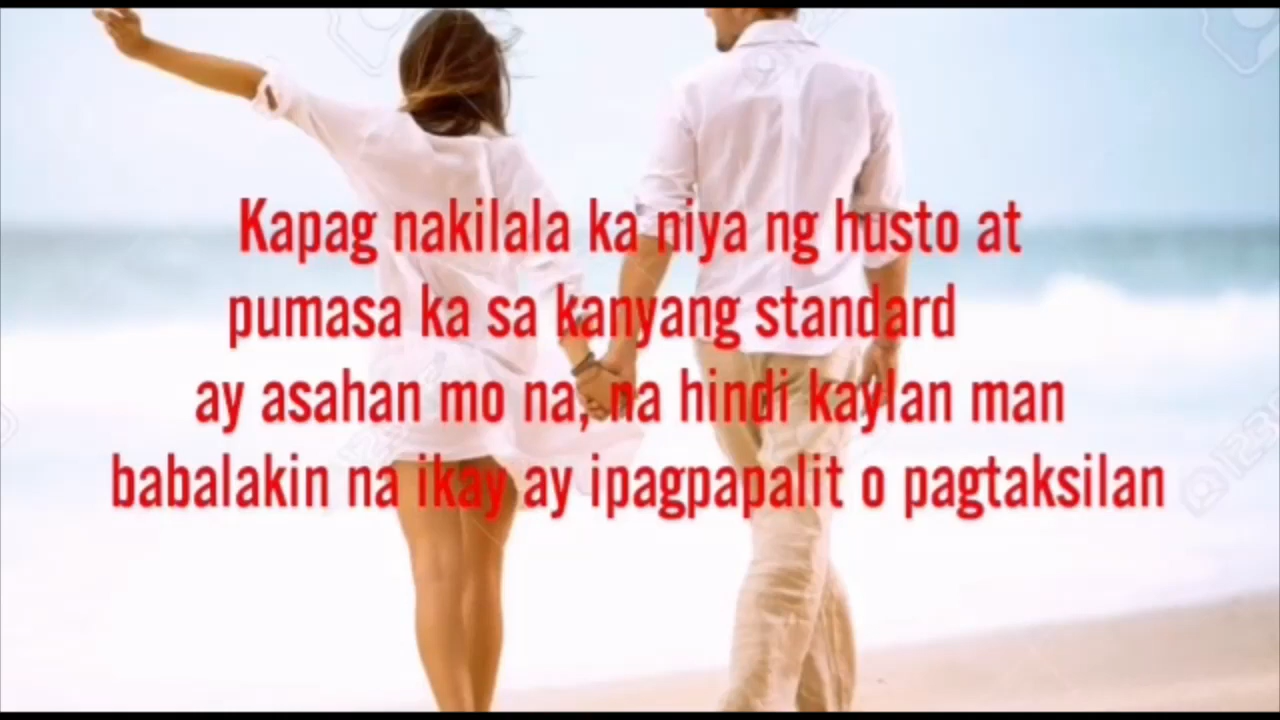 Kapag nakilala ka niya ng husto at
pumasa ka sa kanyang standard
ay asahan mo na, na hindi kaylan man
babalakin na ikay ay ipagpapalit o pagtaksilan